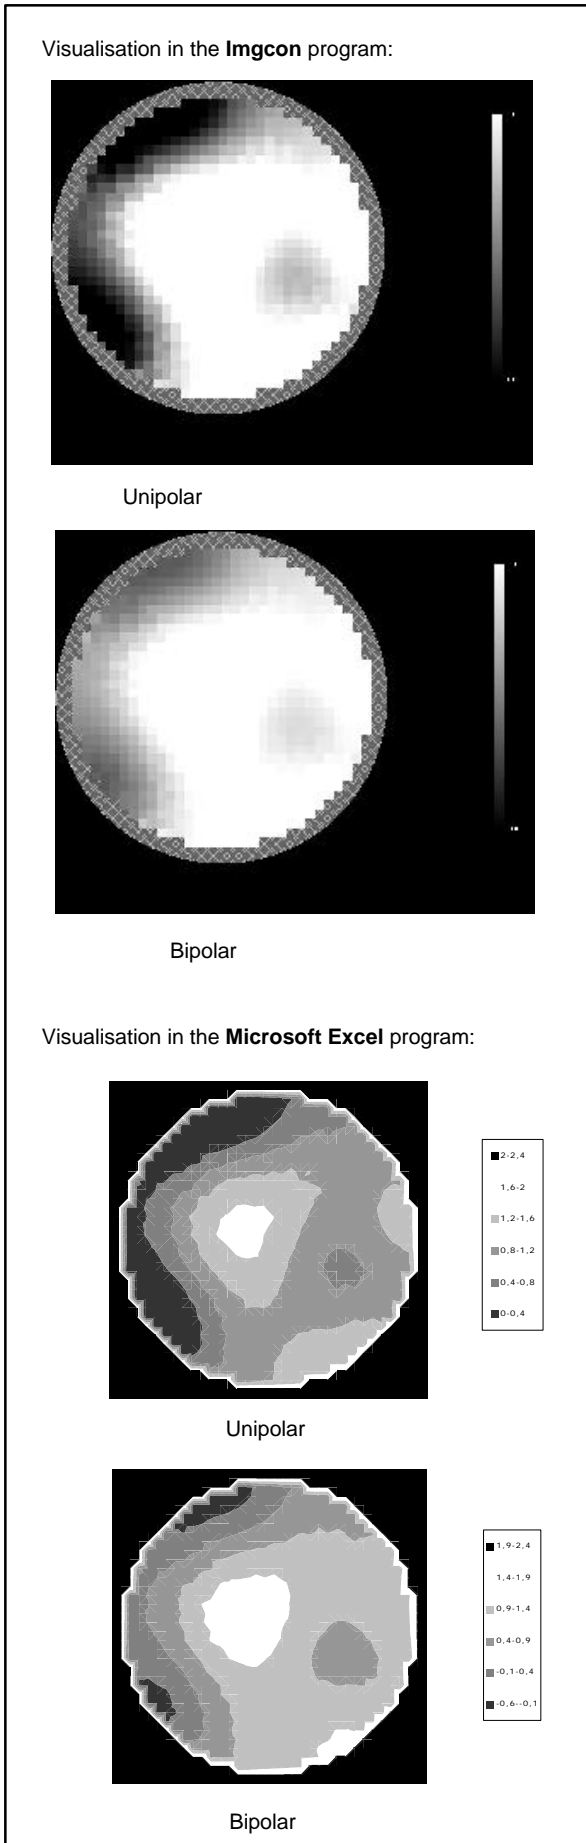 Visualisation in the Imgcon program:
Unipolar
Bipolar
Visualisation in the Microsoft Excel program:
2-2,4
1,6-2
1,2-1,6
0,8-1,2
0,4-0,8
0-0,4
Unipolar
1,9-2,4
1,4-1,9
0,9-1,4
0,4-0,9
-0,1-0,4
-0,6--0,1
Bipolar